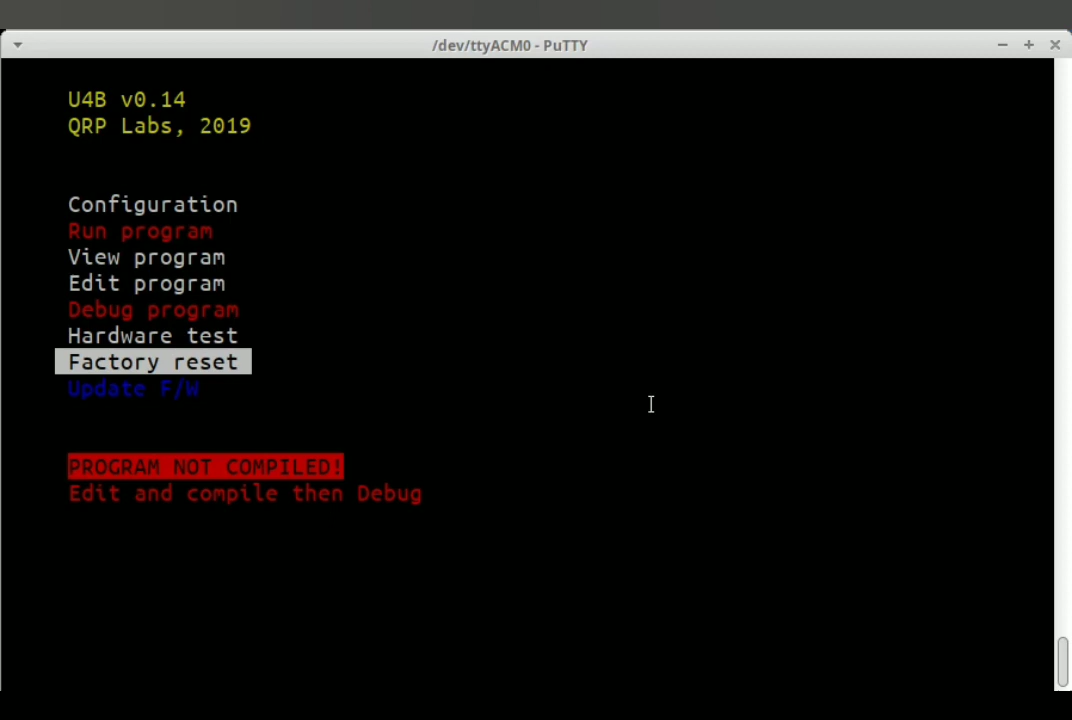 /dev/ttyACM0 - PuTTY
U4B v0.14
QRP Labs, 2019
Configuration
Run program
View program
Edit program
Debug program
Hardware test
Factory reset
Update F/W
PROGRAM NOT COMPILED!
Edit and compile then Debug